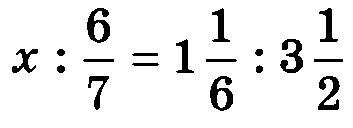 x : 6/7 = 1 1/6 : 3 1/2